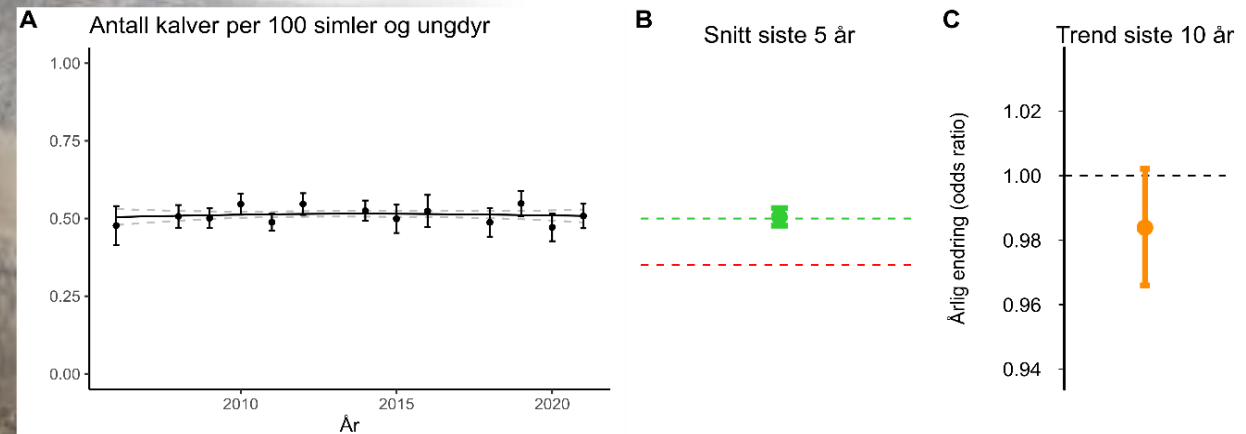 A Antall kalver per 100 simler og ungdyr
1.00
0.75
0.50
0.25
0.00
2010 2015 2020
År
B
Snitt siste 5 år
C
Trend siste 10 år
Årlig endring (odds ratio)
1.02
1.00
0.98
0.96
0.94